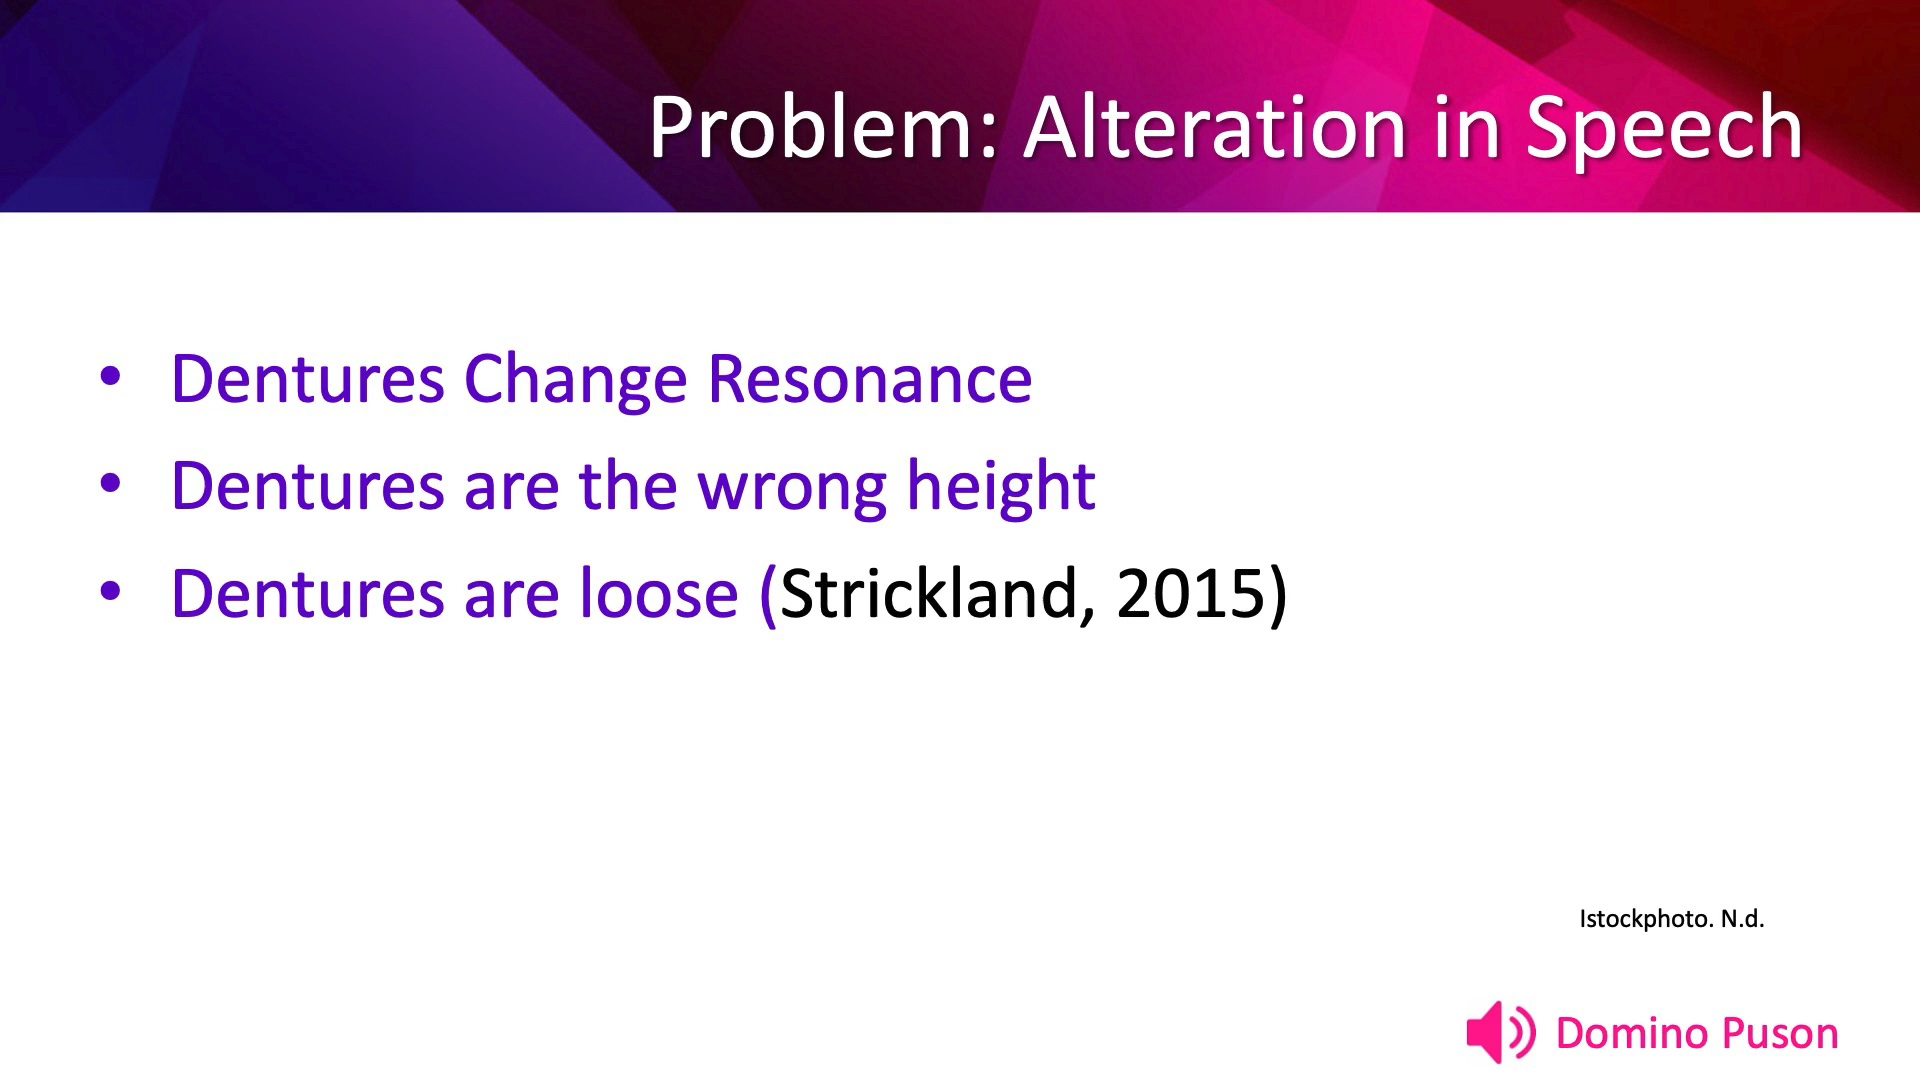 Problem: Alteration in Speech
• Dentures Change Resonance
• Dentures are the wrong height
• Dentures are loose (Strickland, 2015)
Istockphoto. N.d.
Domino Puson